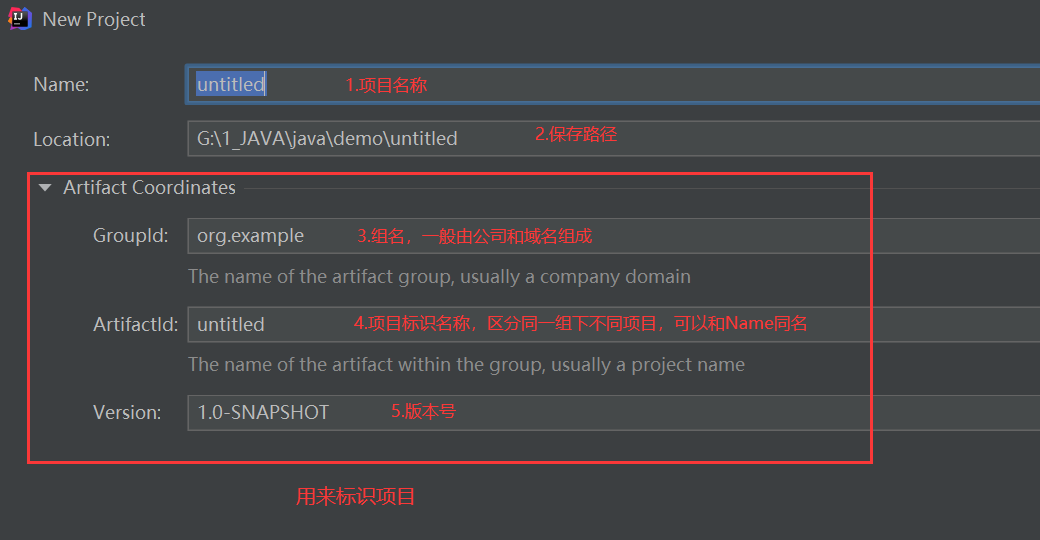 New Project
Name: untitled 1.项目名称
Location: G:\1_JAVA\java\demo\untitled 2.保存路径
Artifact Coordinates
GroupId: org.example 3.组名，一般由公司和域名组成
The name of the artifact group, usually a company domain
ArtifactId: untitled 4.项目标识名称，区分同一组下不同项目，可以和Name同名
The name of the artifact within the group, usually a project name
Version: 1.0-SNAPSHOT 5.版本号
用来标识项目